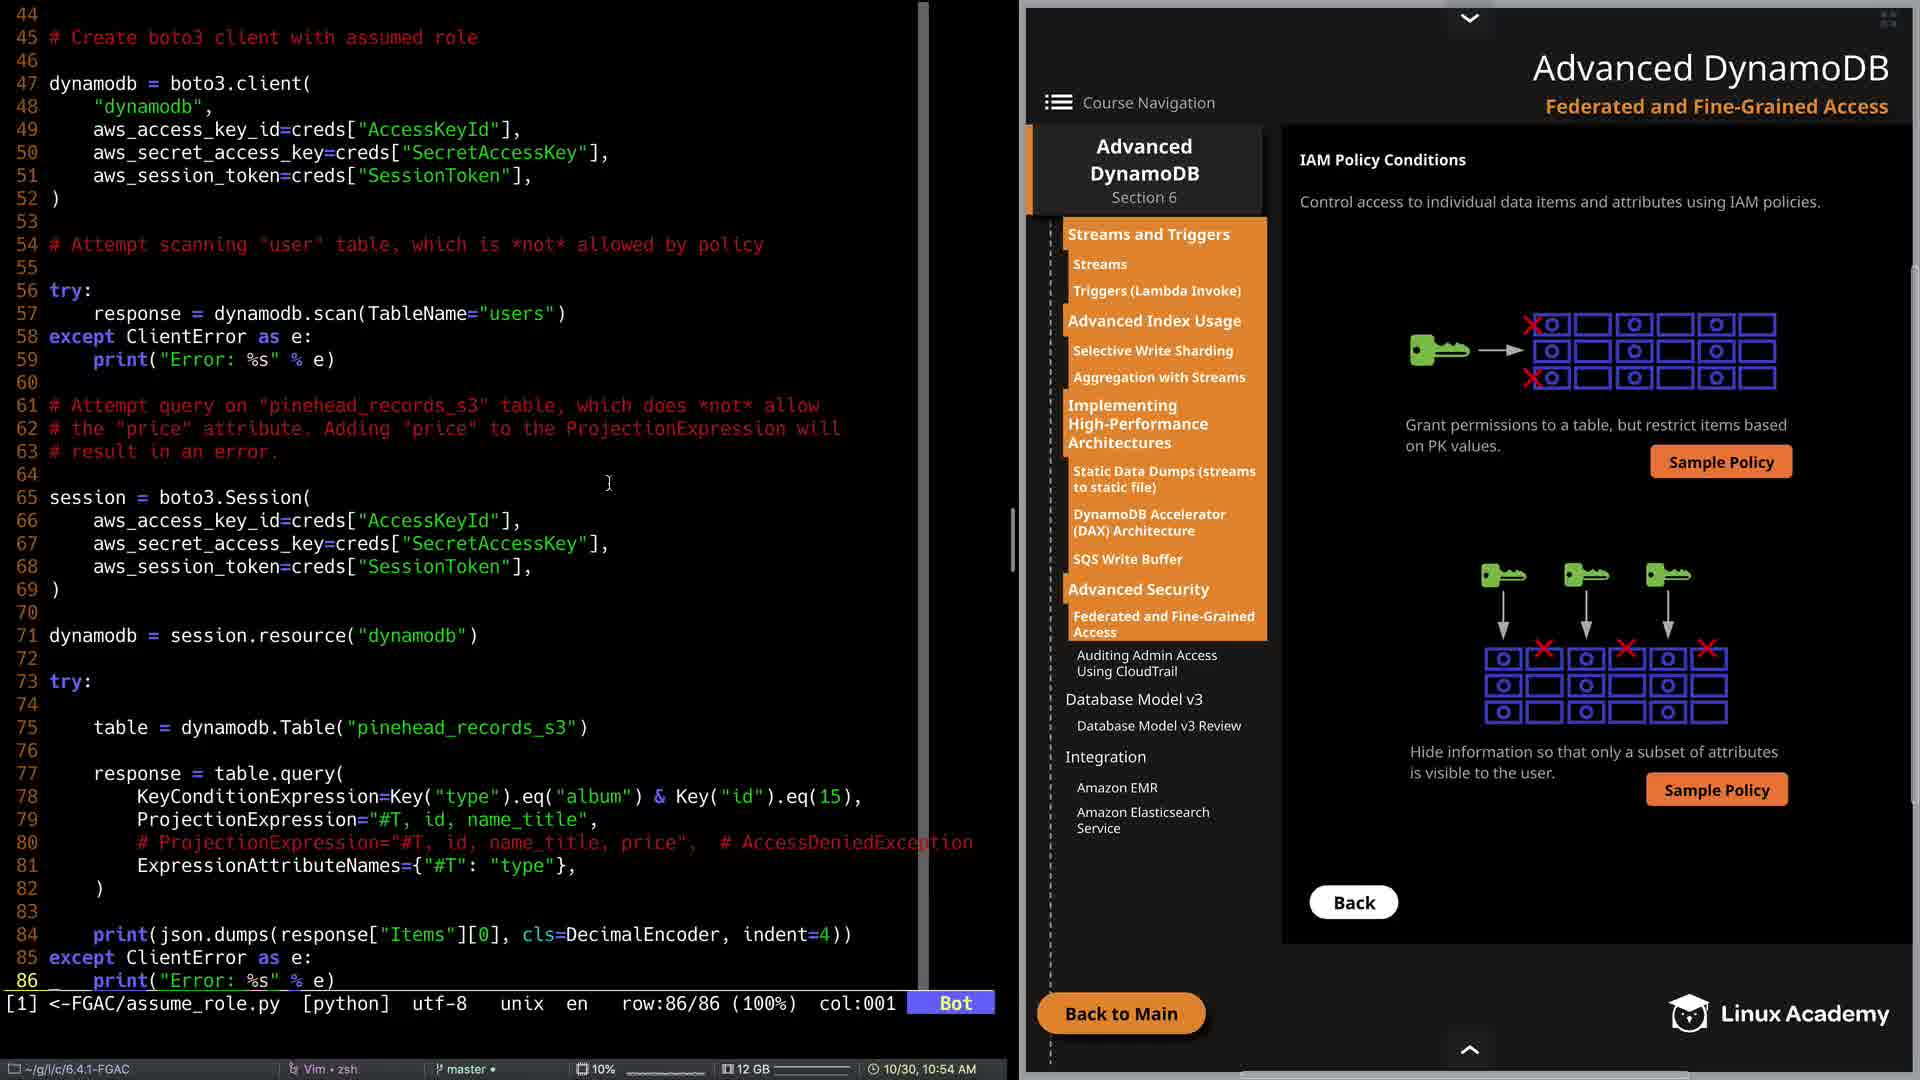 44
45 # Create boto3 client with assumed role
46
47 dynamodb = boto3.client(
48     "dynamodb",
49     aws_access_key_id=creds["AccessKeyId"],
50     aws_secret_access_key=creds["SecretAccessKey"],
51     aws_session_token=creds["SessionToken"],
52 )
53
54 # Attempt scanning "user" table, which is *not* allowed by policy
55
56 try:
57     response = dynamodb.scan(TableName="users")
58 except ClientError as e:
59     print("Error: %s" % e)
60
61 # Attempt query on "pinehead_records_s3" table, which does *not* allow
62 # the "price" attribute. Adding "price" to the ProjectionExpression will
63 # result in an error.
64
65 session = boto3.Session(
66     aws_access_key_id=creds["AccessKeyId"],
67     aws_secret_access_key=creds["SecretAccessKey"],
68     aws_session_token=creds["SessionToken"],
69 )
70
71 dynamodb = session.resource("dynamodb")
72
73 try:
74
75     table = dynamodb.Table("pinehead_records_s3")
76
77     response = table.query(
78         KeyConditionExpression=Key("type").eq("album") & Key("id").eq(15),
79         ProjectionExpression="#T, id, name_title",
80         # ProjectionExpression="#T, id, name_title, price",  # AccessDeniedException
81         ExpressionAttributeNames={"#T": "type"},
82     )
83
84     print(json.dumps(response["Items"][0], cls=DecimalEncoder, indent=4))
85 except ClientError as e:
86     print("Error: %s" % e)
[1] <-FGAC/assume_role.py  [python]  utf-8   unix  en   row:86/86 (100%)  col:001   Bot
~/g/l/c/6.4.1-FGAC   Vim • zsh   master •   10%   12 GB   10/30, 10:54 AM
Advanced DynamoDB
Federated and Fine-Grained Access
Course Navigation
Advanced
DynamoDB
Section 6
Streams and Triggers
Streams
Triggers (Lambda Invoke)
Advanced Index Usage
Selective Write Sharding
Aggregation with Streams
Implementing
High-Performance
Architectures
Static Data Dumps (streams
to static file)
DynamoDB Accelerator
(DAX) Architecture
SQS Write Buffer
Advanced Security
Federated and Fine-Grained
Access
Auditing Admin Access
Using CloudTrail
Database Model v3
Database Model v3 Review
Integration
Amazon EMR
Amazon Elasticsearch
Service
IAM Policy Conditions
Control access to individual data items and attributes using IAM policies.
Grant permissions to a table, but restrict items based
on PK values.
Sample Policy
Hide information so that only a subset of attributes
is visible to the user.
Sample Policy
Back
Back to Main
Linux Academy